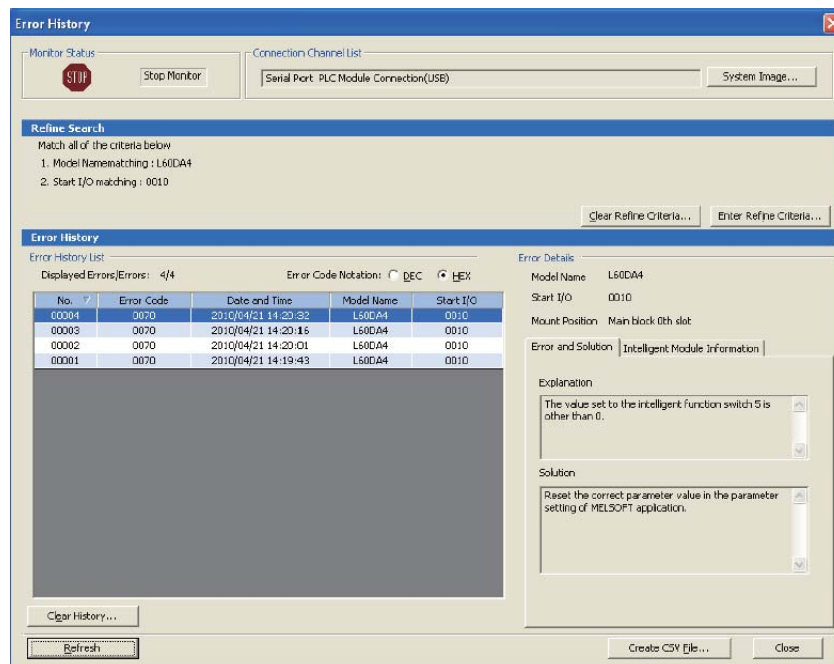 Error History
Monitor Status
STOP
Stop Monitor
Connection Channel List
Serial Port PLC Module Connection(USB)
System Image...
Refine Search
Match all of the criteria below
1. Model Namematching : L60DA4
2. Start I/O matching : 0010
Clear Refine Criteria...
Enter Refine Criteria...
Error History
Error History List
Displayed Errors/Errors: 4/4
Error Code Notation: DEC HEX
No. Error Code Date and Time Model Name Start I/O
00004 0070 2010/04/21 14:20:32 L60DA4 0010
00003 0070 2010/04/21 14:20:16 L60DA4 0010
00002 0070 2010/04/21 14:20:01 L60DA4 0010
00001 0070 2010/04/21 14:19:43 L60DA4 0010
Clear History...
Refresh
Error Details
Model Name L60DA4
Start I/O 0010
Mount Position Main block 0th slot
Error and Solution Intelligent Module Information
Explanation
The value set to the intelligent function switch 5 is
other than 0.
Solution
Reset the correct parameter value in the parameter
setting of MELSOFT application.
Create CSV File...
Close